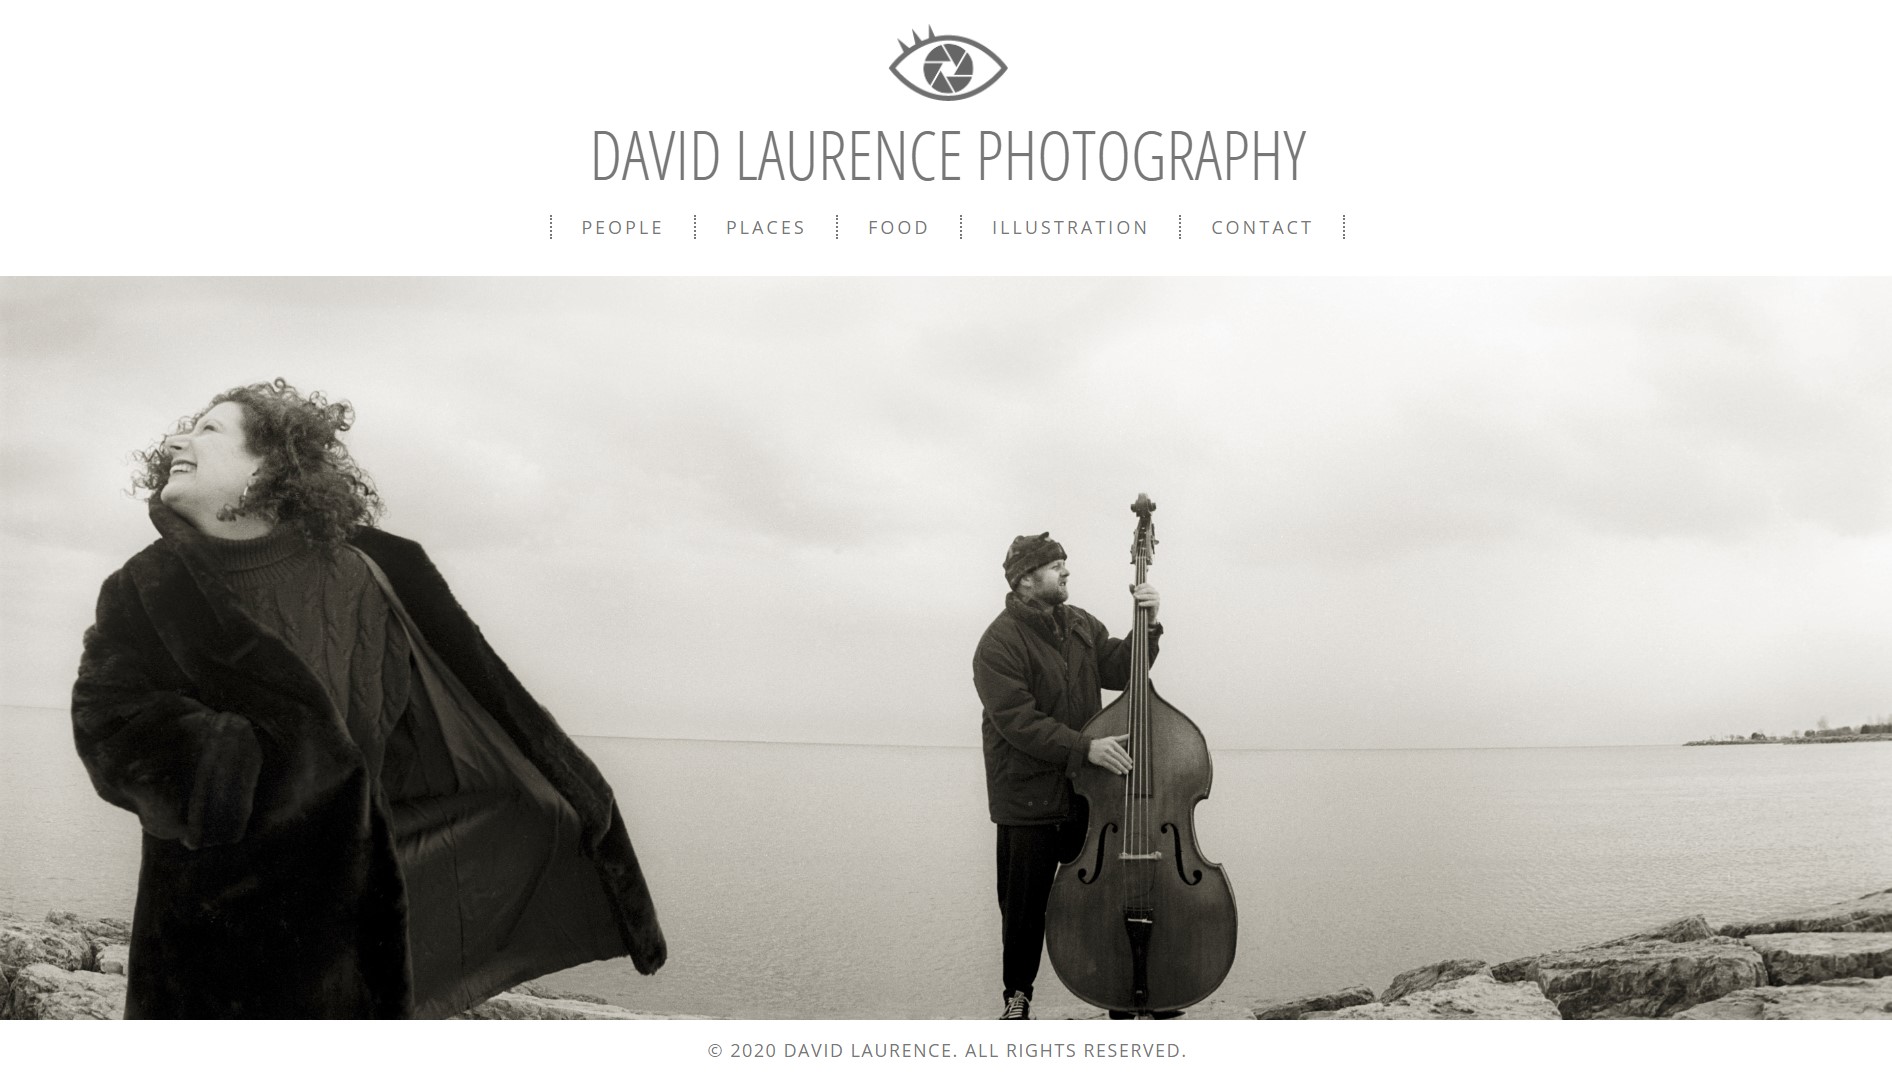 DAVID LAURENCE PHOTOGRAPHY
PEOPLE PLACES FOOD ILLUSTRATION CONTACT
© 2020 DAVID LAURENCE. ALL RIGHTS RESERVED.